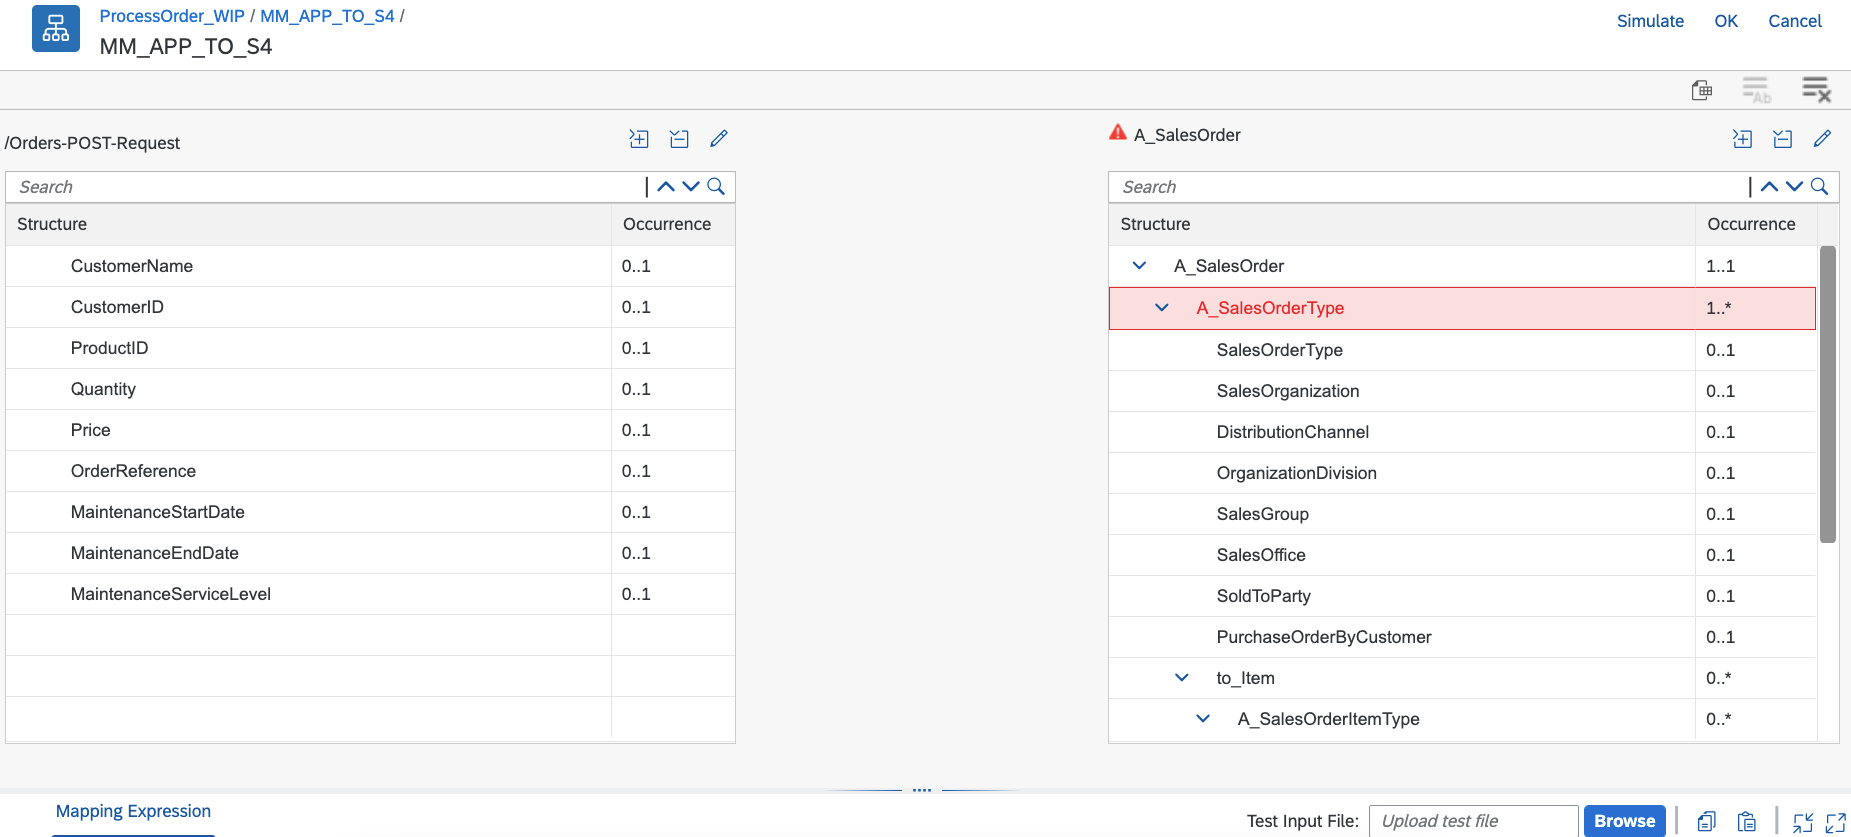 ProcessOrder_WIP / MM_APP_TO_S4 /
MM_APP_TO_S4
Simulate OK Cancel
/Orders-POST-Request
Search
Structure Occurrence
CustomerName 0..1
CustomerID 0..1
ProductID 0..1
Quantity 0..1
Price 0..1
OrderReference 0..1
MaintenanceStartDate 0..1
MaintenanceEndDate 0..1
MaintenanceServiceLevel 0..1
A_SalesOrder
Search
Structure Occurrence
A_SalesOrder 1..1
A_SalesOrderType 1..*
SalesOrderType 0..1
SalesOrganization 0..1
DistributionChannel 0..1
OrganizationDivision 0..1
SalesGroup 0..1
SalesOffice 0..1
SoldToParty 0..1
PurchaseOrderByCustomer 0..1
to_Item 0..*
A_SalesOrderItemType 0..*
Mapping Expression
Test Input File: Upload test file Browse